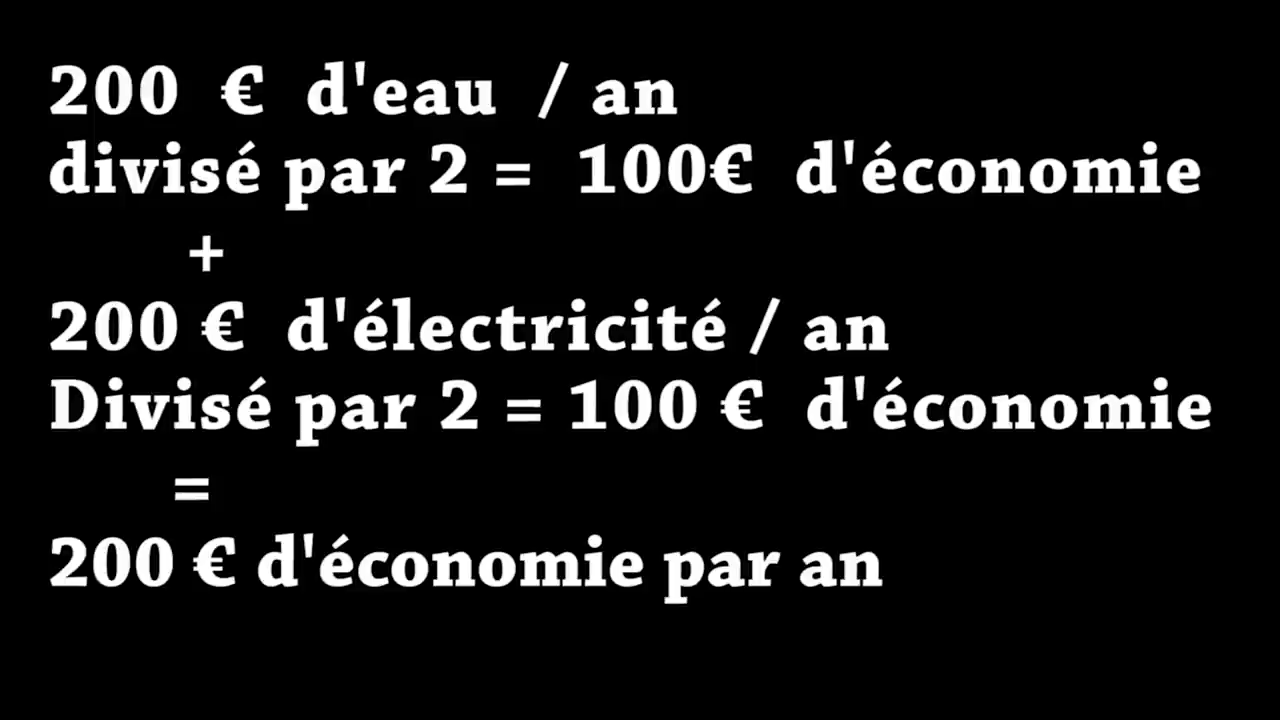 200 € d'eau / an
divisé par 2 = 100€ d'économie
+
200 € d'électricité / an
Divisé par 2 = 100 € d'économie
=
200 € d'économie par an